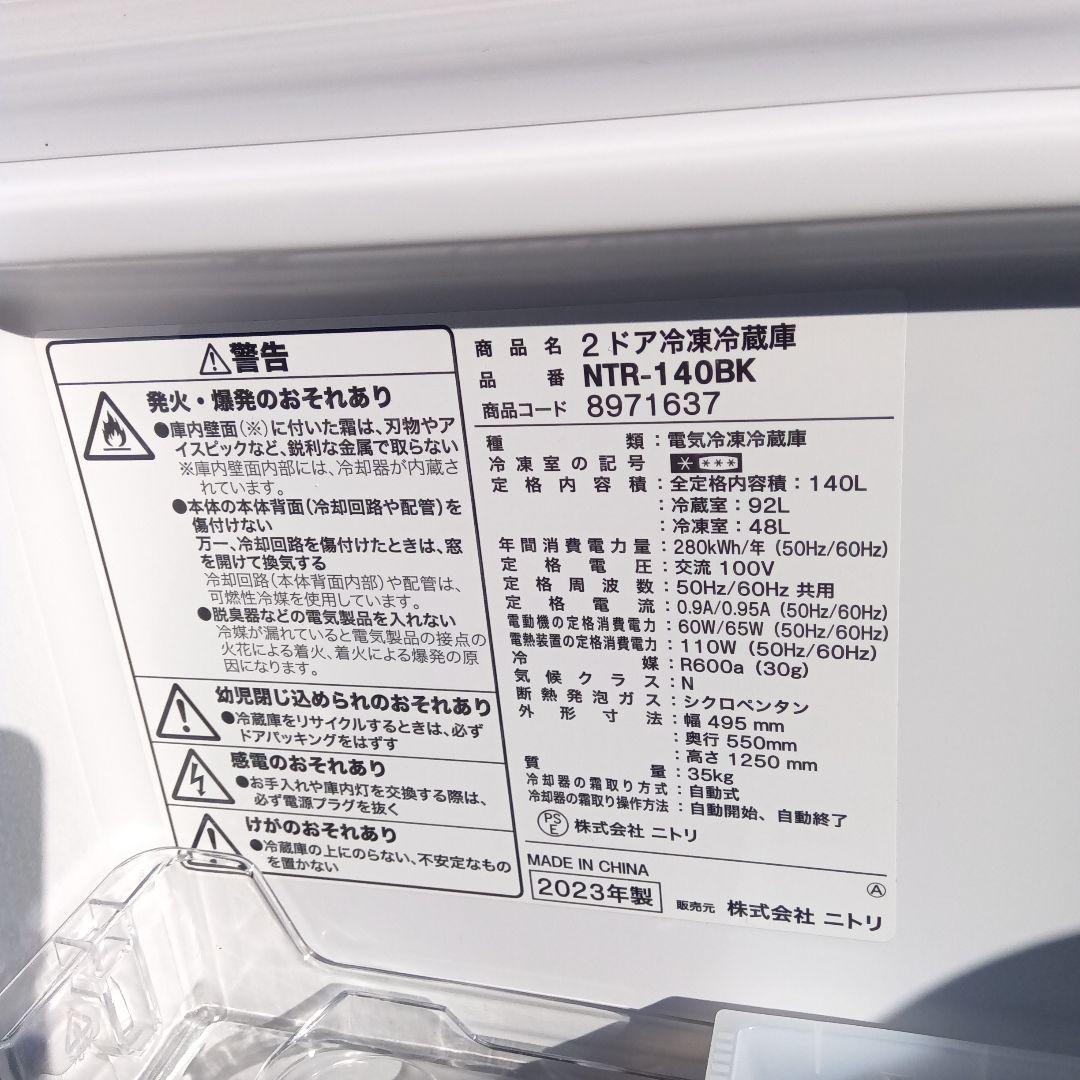 ⚠警告
発火・爆発のおそれあり
●庫内壁面(※)に付いた霜は、刃物やア
イスピックなど、鋭利な金属で取らない
※庫内壁面内部には、冷却器が内蔵さ
れています。
●本体の本体背面(冷却回路や配管)を
傷付けない
万一、冷却回路を傷付けたときは、窓
を開けて換気する
冷却回路(本体背面内部)や配管は、
可燃性冷媒を使用しています。
●脱臭器などの電気製品を入れない
冷媒が漏れていると電気製品の接点の
火花による着火、着火による爆発の原
因になります。
幼児閉じ込められのおそれあり
●冷蔵庫をリサイクルするときは、必ず
ドアパッキングをはずす
感電のおそれあり
●お手入れや庫内灯を交換する際は、
必ず電源プラグを抜く
けがのおそれあり
●冷蔵庫の上にのらない、不安定なもの
を置かない
商品名 2ドア冷凍冷蔵庫
品番 NTR-140BK
商品コード 8971637
種類：電気冷凍冷蔵庫
冷凍室の記号 * ***
定格内容積：全定格内容積：140L
：冷蔵室：92L
：冷凍室：48L
年間消費電力量：280kWh/年 (50Hz/60Hz)
定格電圧：交流 100V
定格周波数：50Hz/60Hz 共用
定格電流：0.9A/0.95A (50Hz/60Hz)
電動機の定格消費電力：60W/65W (50Hz/60Hz)
電熱装置の定格消費電力：110W (50Hz/60Hz)
冷媒：R600a (30g)
気候クラス：N
断熱発泡ガス：シクロペンタン
外形寸法：幅 495 mm
：奥行 550mm
：高さ 1250 mm
質量：35kg
冷却器の霜取り方式：自動式
冷却器の霜取り操作方法：自動開始、自動終了
PSE 株式会社 ニトリ
MADE IN CHINA
Ⓐ
2023年製 販売元 株式会社 ニトリ